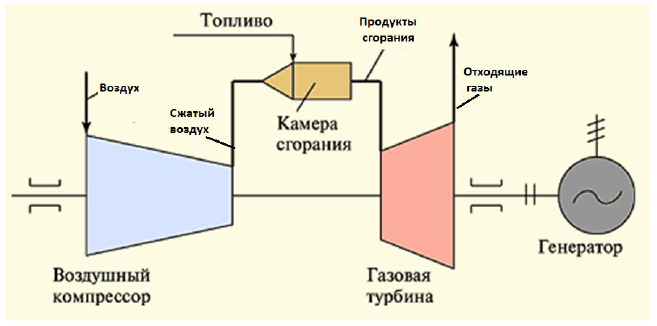 Топливо
Продукты
сгорания
Воздух
Сжатый
воздух
Камера
сгорания
Отходящие
газы
Воздушный
компрессор
Газовая
турбина
Генератор